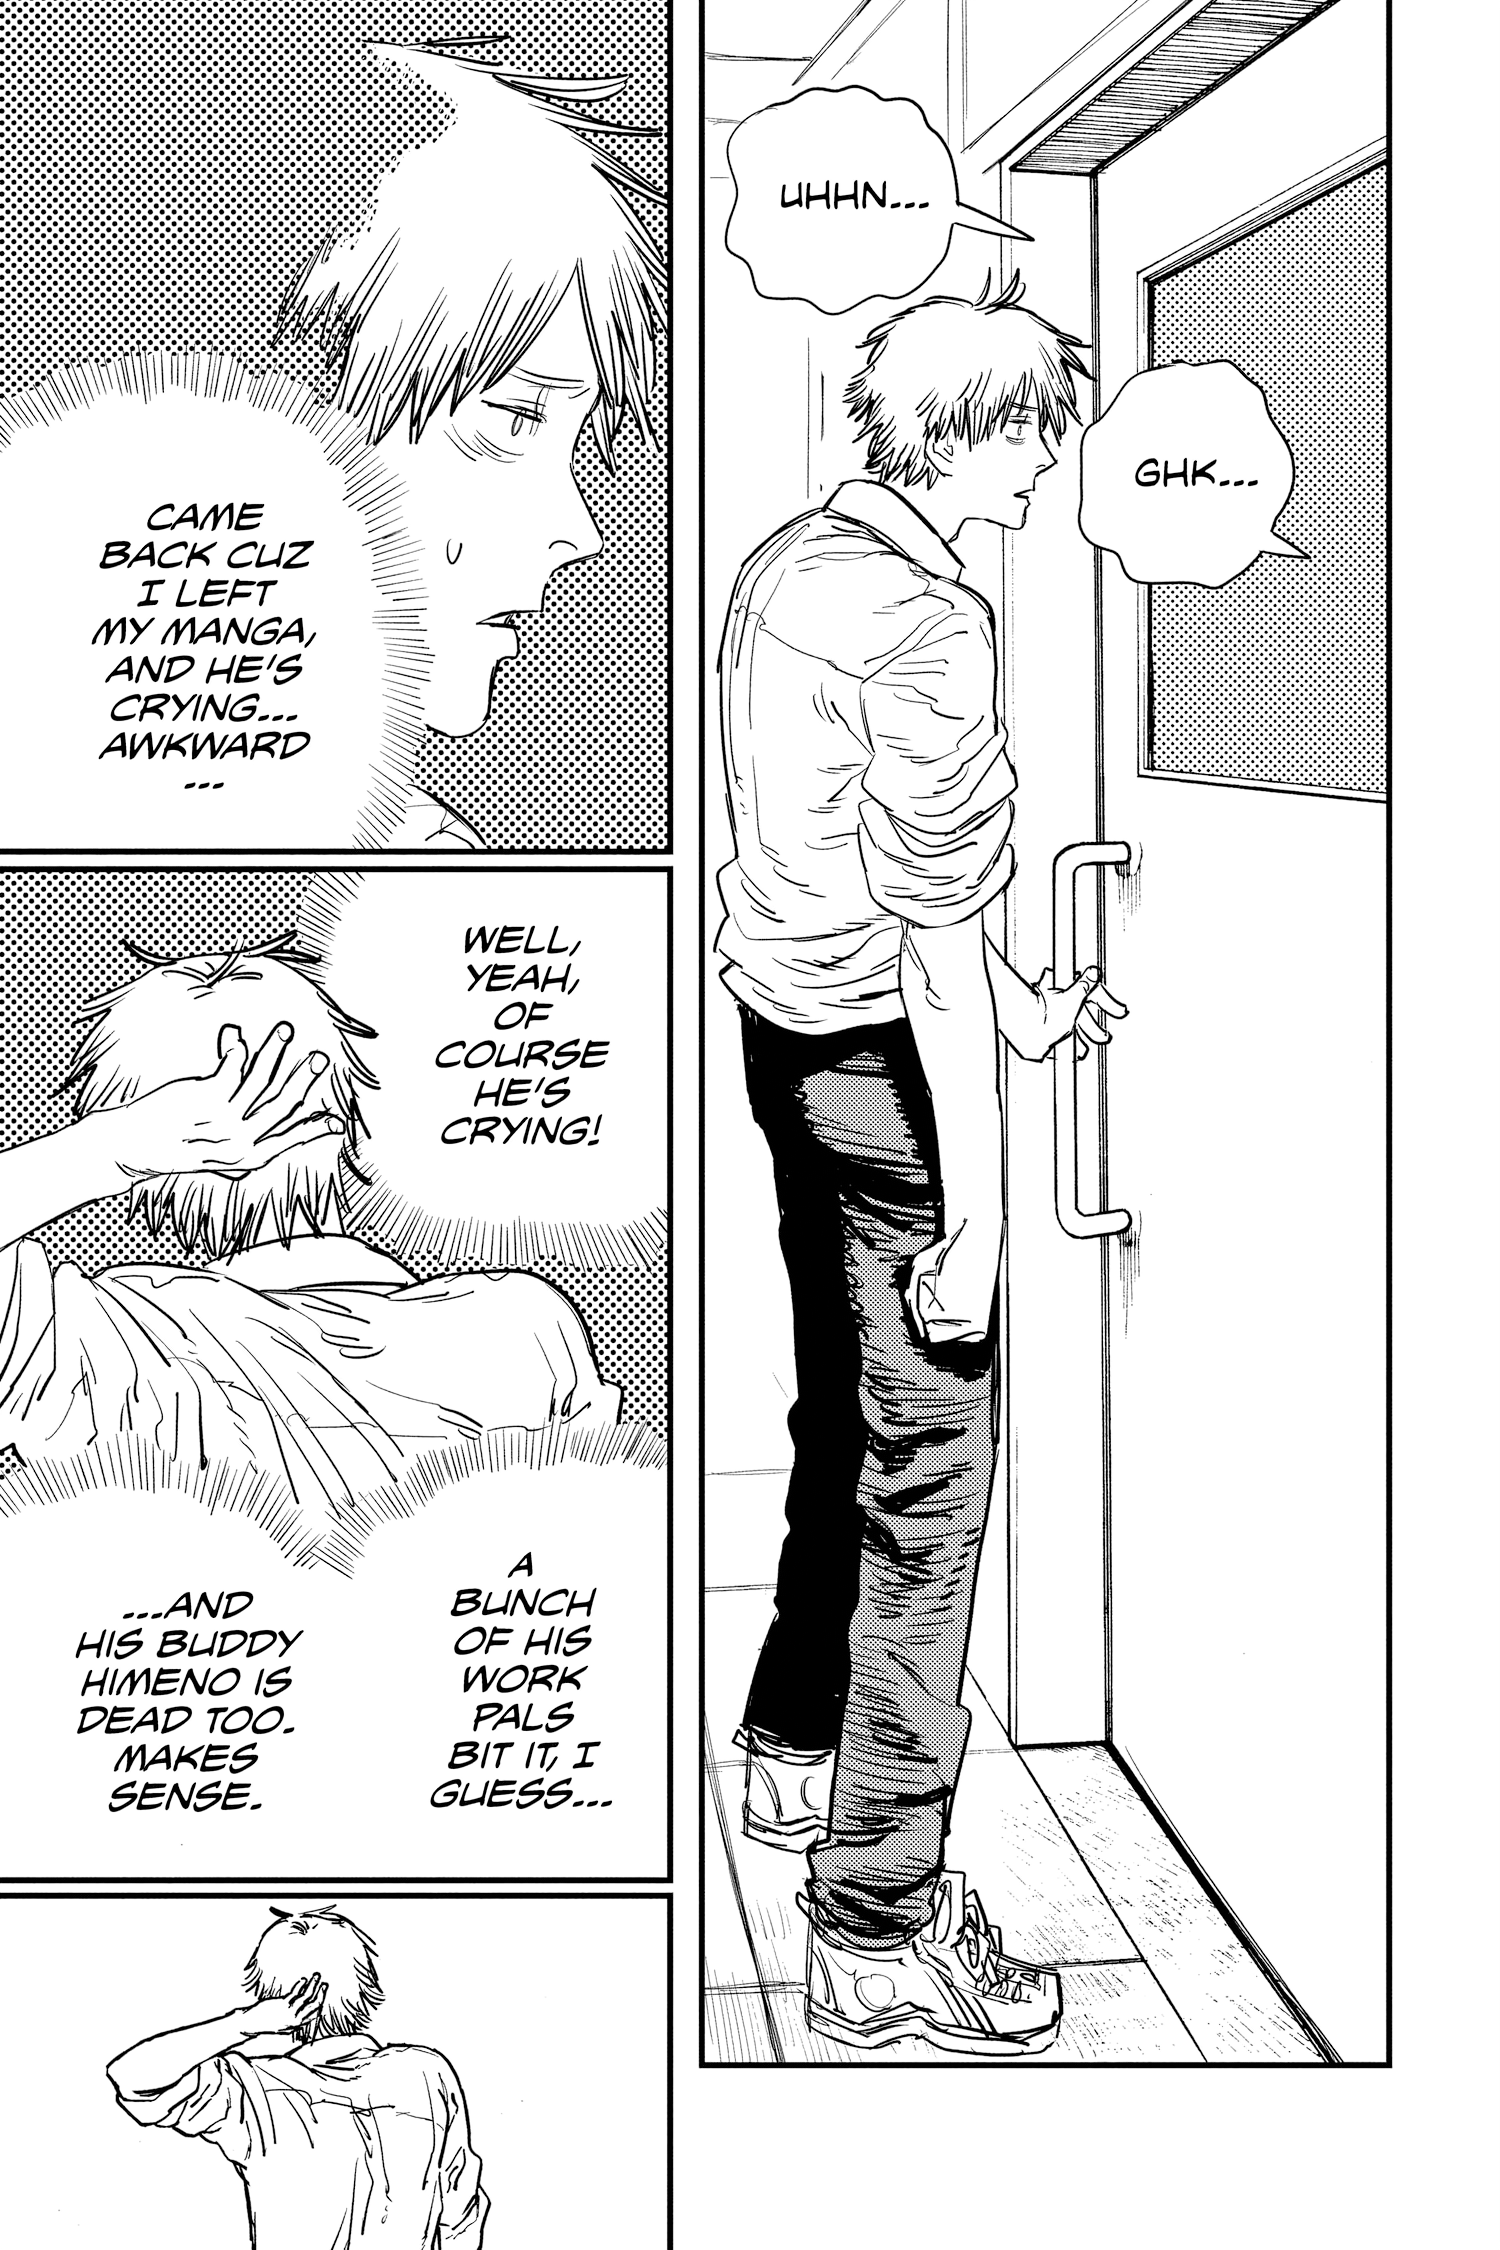 UHHN...
GHK...
CAME
BACK CUZ
I LEFT
MY MANGA,
AND HE'S
CRYING...
AWKWARD
...
WELL,
YEAH,
OF
COURSE
HE'S
CRYING!
A
BUNCH
OF HIS
WORK
PALS
BIT IT, I
GUESS...
...AND
HIS BUDDY
HIMENO IS
DEAD TOO.
MAKES
SENSE.